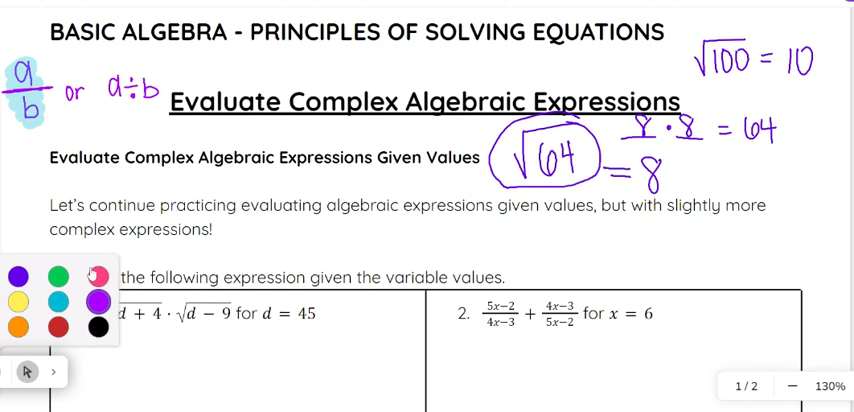 BASIC ALGEBRA - PRINCIPLES OF SOLVING EQUATIONS
√100 = 10
a/b or a÷b
Evaluate Complex Algebraic Expressions
8 · 8 = 64
Evaluate Complex Algebraic Expressions Given Values
√64 = 8
Let's continue practicing evaluating algebraic expressions given values, but with slightly more
complex expressions!
the following expression given the variable values.
d + 4 · √d − 9 for d = 45
2. 5x−2/4x−3 + 4x−3/5x−2 for x = 6
1 / 2 − 130%